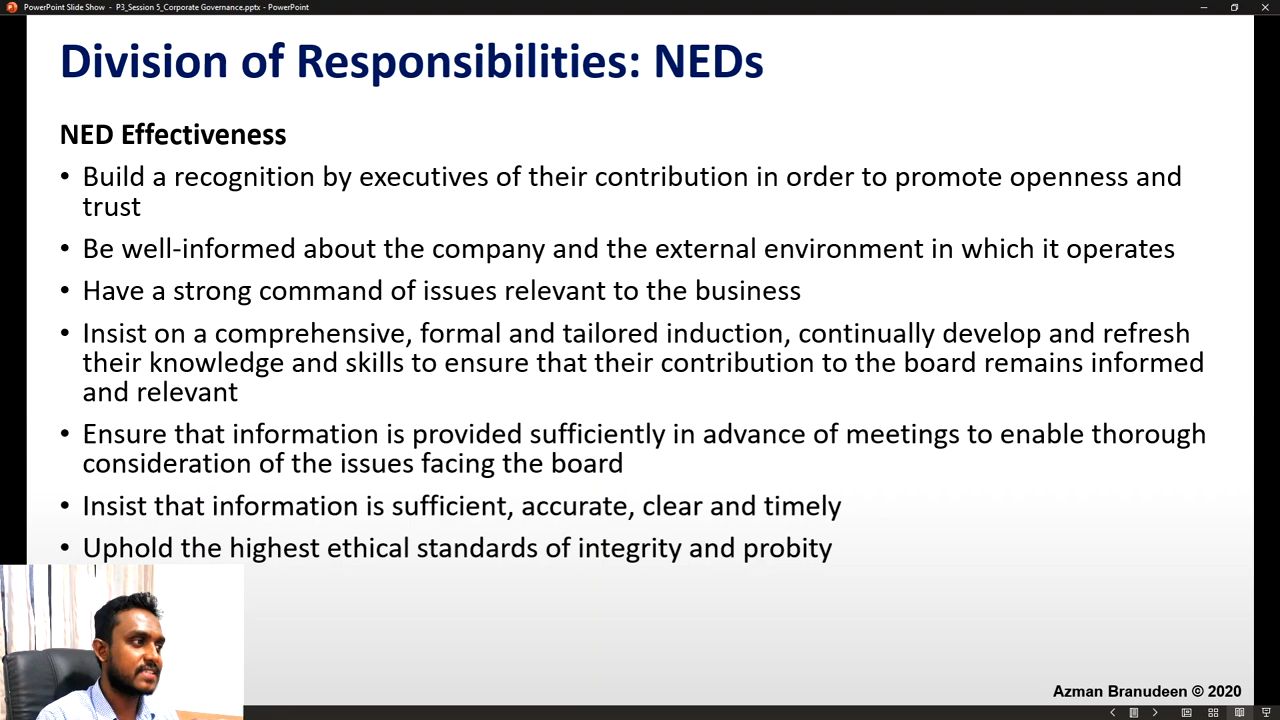 PowerPoint Slide Show - P3_Session 5_Corporate Governance.pptx - PowerPoint
Division of Responsibilities: NEDs
NED Effectiveness
• Build a recognition by executives of their contribution in order to promote openness and
trust
• Be well-informed about the company and the external environment in which it operates
• Have a strong command of issues relevant to the business
• Insist on a comprehensive, formal and tailored induction, continually develop and refresh
their knowledge and skills to ensure that their contribution to the board remains informed
and relevant
• Ensure that information is provided sufficiently in advance of meetings to enable thorough
consideration of the issues facing the board
• Insist that information is sufficient, accurate, clear and timely
• Uphold the highest ethical standards of integrity and probity
Azman Branudeen © 2020